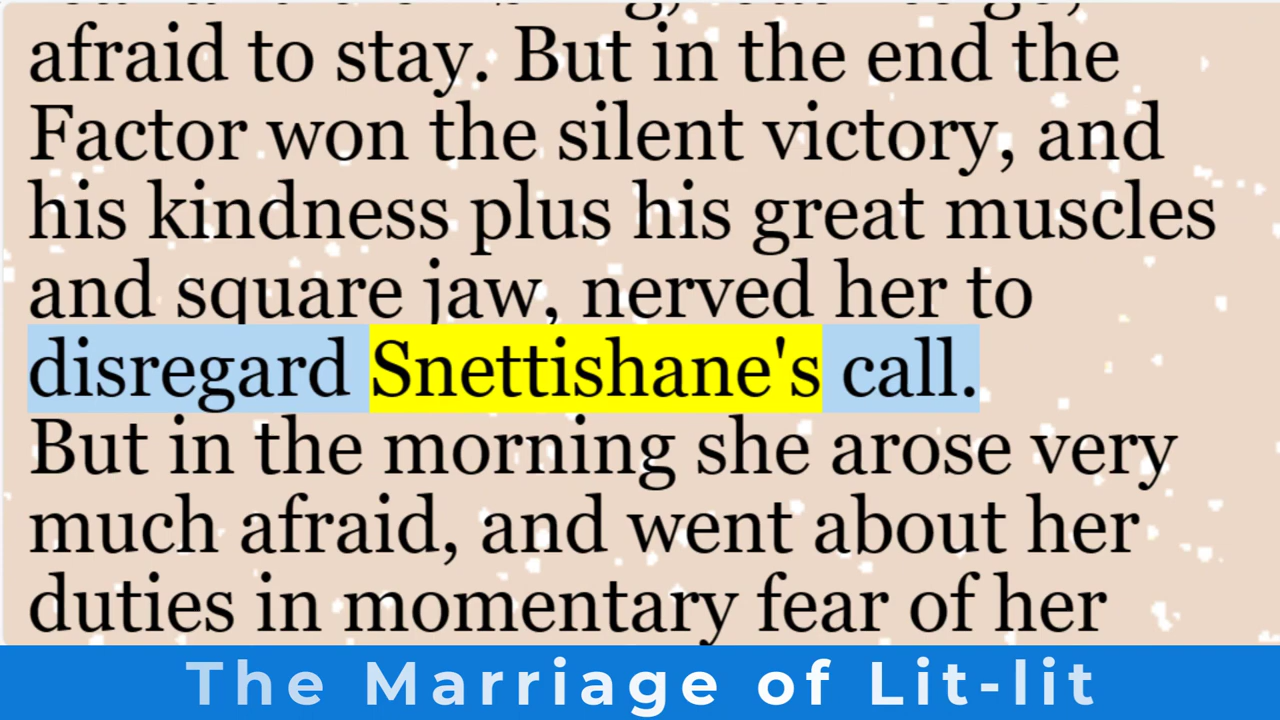 afraid to stay. But in the end the
Factor won the silent victory, and
his kindness plus his great muscles
and square jaw, nerved her to
disregard Snettishane's call.
But in the morning she arose very
much afraid, and went about her
duties in momentary fear of her
The Marriage of Lit-lit